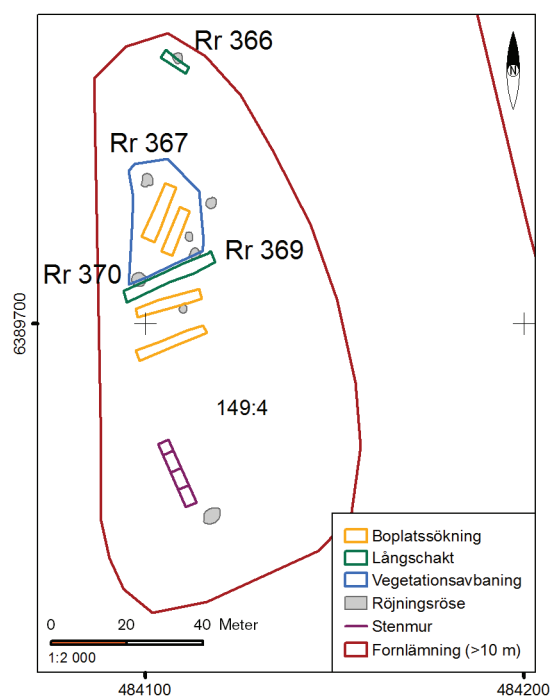 Rr 366
N
Rr 367
Rr 369
Rr 370
6389700
149:4
Boplatssökning
Långschakt
Vegetationsavbaning
Röjningsröse
Stenmur
Fornlämning (>10 m)
0 20 40 Meter
1:2 000
484100 484200